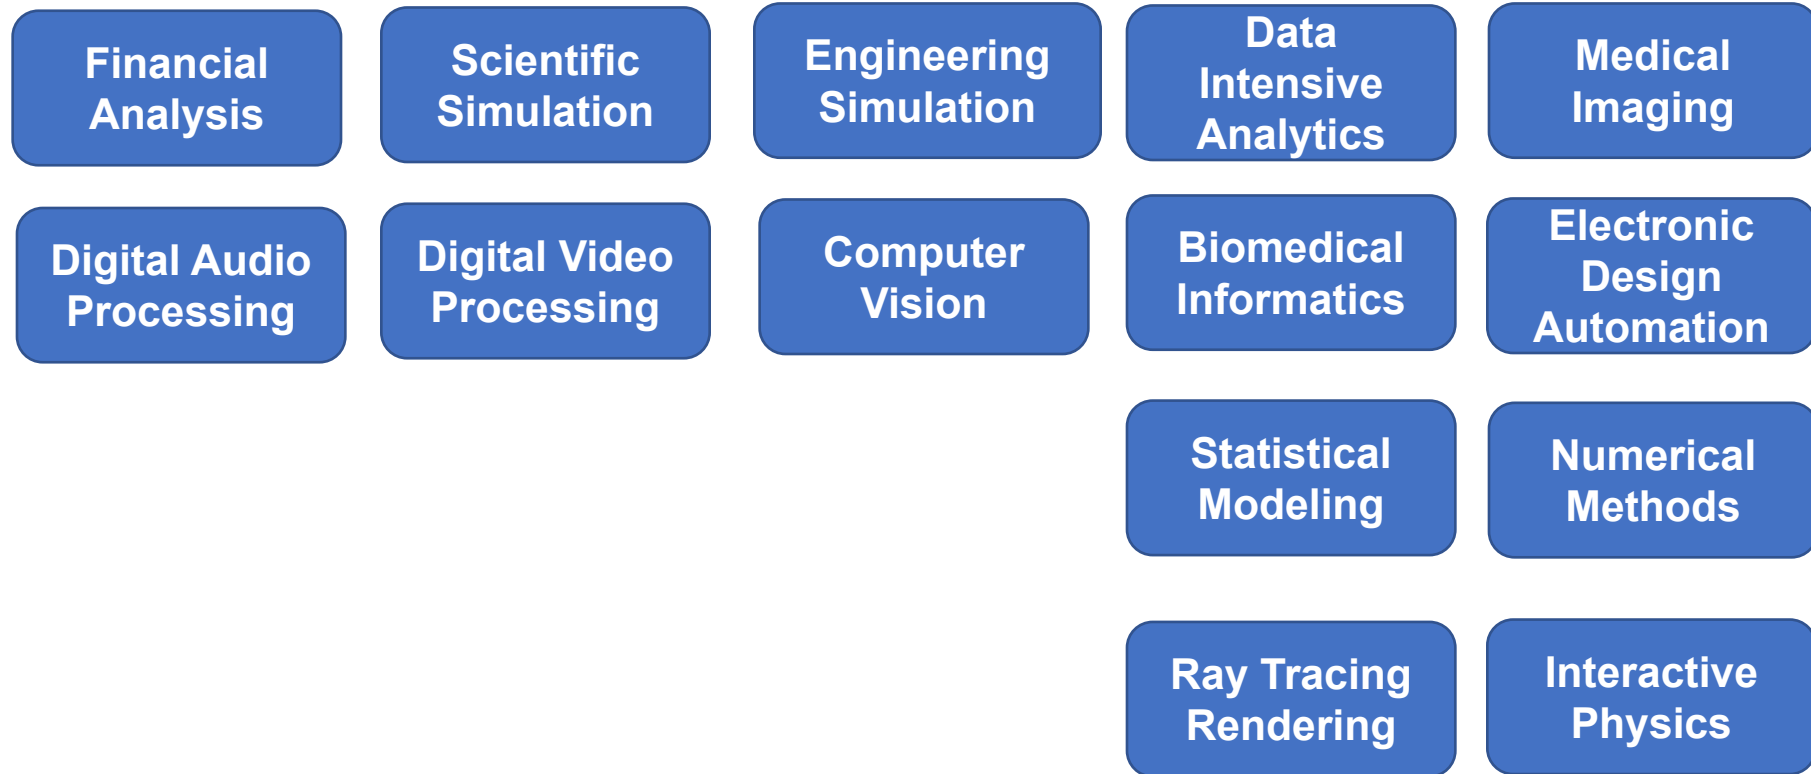 Financial
Analysis
Scientific
Simulation
Engineering
Simulation
Data
Intensive
Analytics
Medical
Imaging
Digital Audio
Processing
Digital Video
Processing
Computer
Vision
Biomedical
Informatics
Electronic
Design
Automation
Statistical
Modeling
Numerical
Methods
Ray Tracing
Rendering
Interactive
Physics